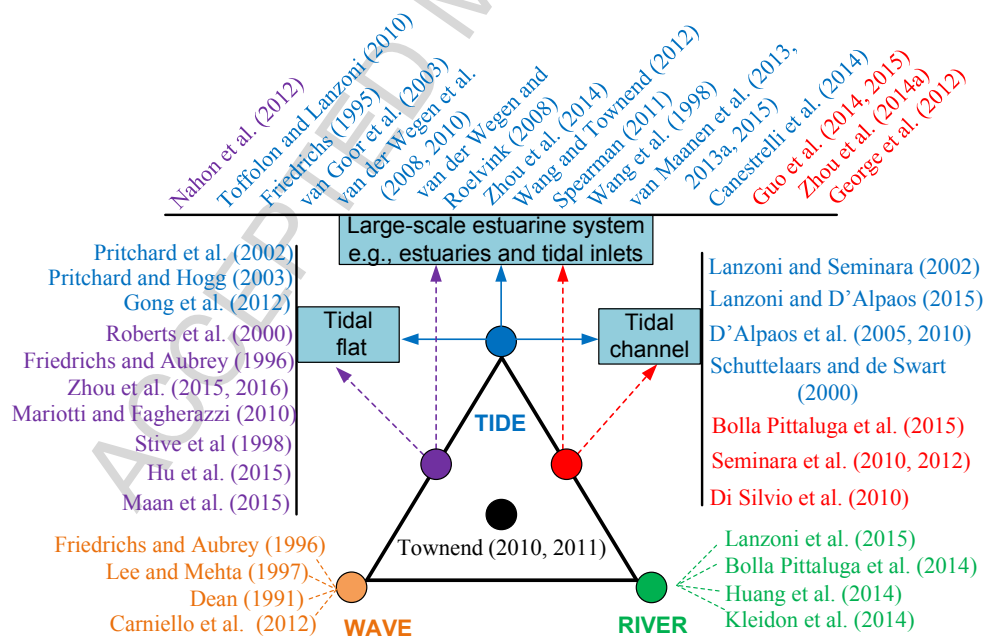 Nahon et al. (2012)
Toffolon and Lanzoni (2010)
Friedrichs (1995)
van Goor et al. (2003)
van der Wegen et al.
(2008, 2010)
van der Wegen and
Roelvink (2008)
Zhou et al. (2014)
Wang and Townend (2012)
Spearman (2011)
Wang et al. (1998)
van Maanen et al. (2013,
2013a, 2015)
Canestrelli et al. (2014)
Guo et al. (2014, 2015)
Zhou et al. (2014a)
George et al. (2012)
Large-scale estuarine system
e.g., estuaries and tidal inlets
Pritchard et al. (2002)
Pritchard and Hogg (2003)
Gong et al. (2012)
Roberts et al. (2000)
Friedrichs and Aubrey (1996)
Zhou et al. (2015, 2016)
Mariotti and Fagherazzi (2010)
Stive et al (1998)
Hu et al. (2015)
Maan et al. (2015)
Tidal
flat
Tidal
channel
Lanzoni and Seminara (2002)
Lanzoni and D'Alpaos (2015)
D'Alpaos et al. (2005, 2010)
Schuttelaars and de Swart
(2000)
Bolla Pittaluga et al. (2015)
Seminara et al. (2010, 2012)
Di Silvio et al. (2010)
TIDE
Townend (2010, 2011)
Friedrichs and Aubrey (1996)
Lee and Mehta (1997)
Dean (1991)
Carniello et al. (2012)
WAVE
RIVER
Lanzoni et al. (2015)
Bolla Pittaluga et al. (2014)
Huang et al. (2014)
Kleidon et al. (2014)
ACCEPTED M